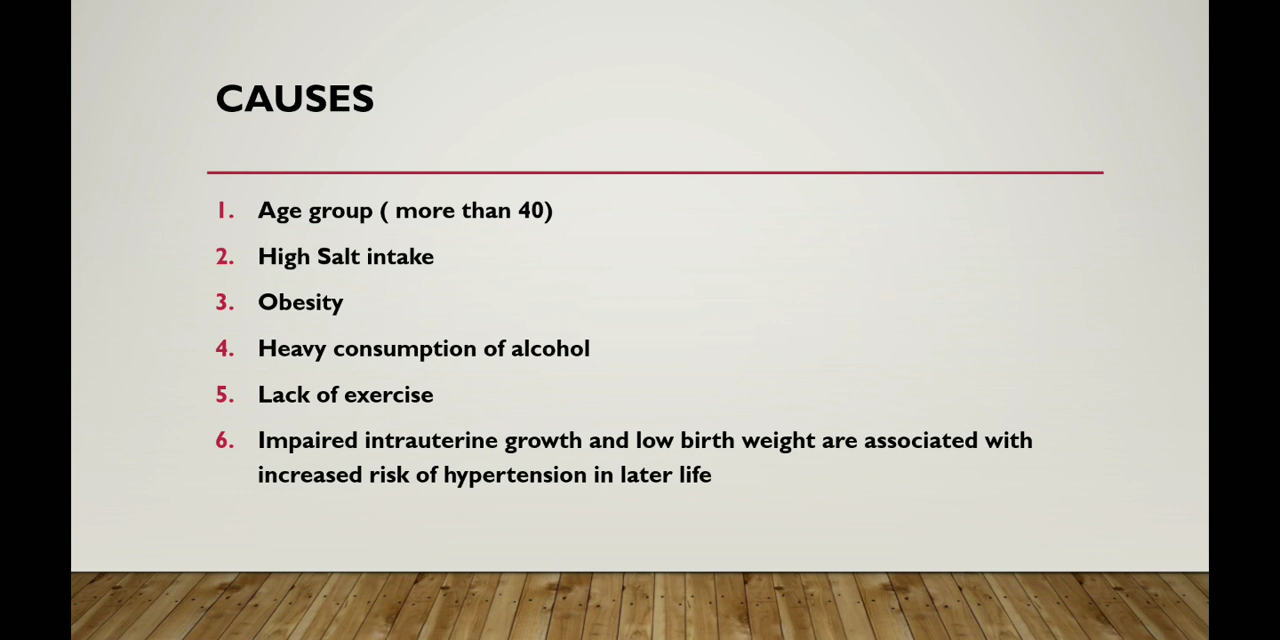 CAUSES
1. Age group ( more than 40)
2. High Salt intake
3. Obesity
4. Heavy consumption of alcohol
5. Lack of exercise
6. Impaired intrauterine growth and low birth weight are associated with
increased risk of hypertension in later life